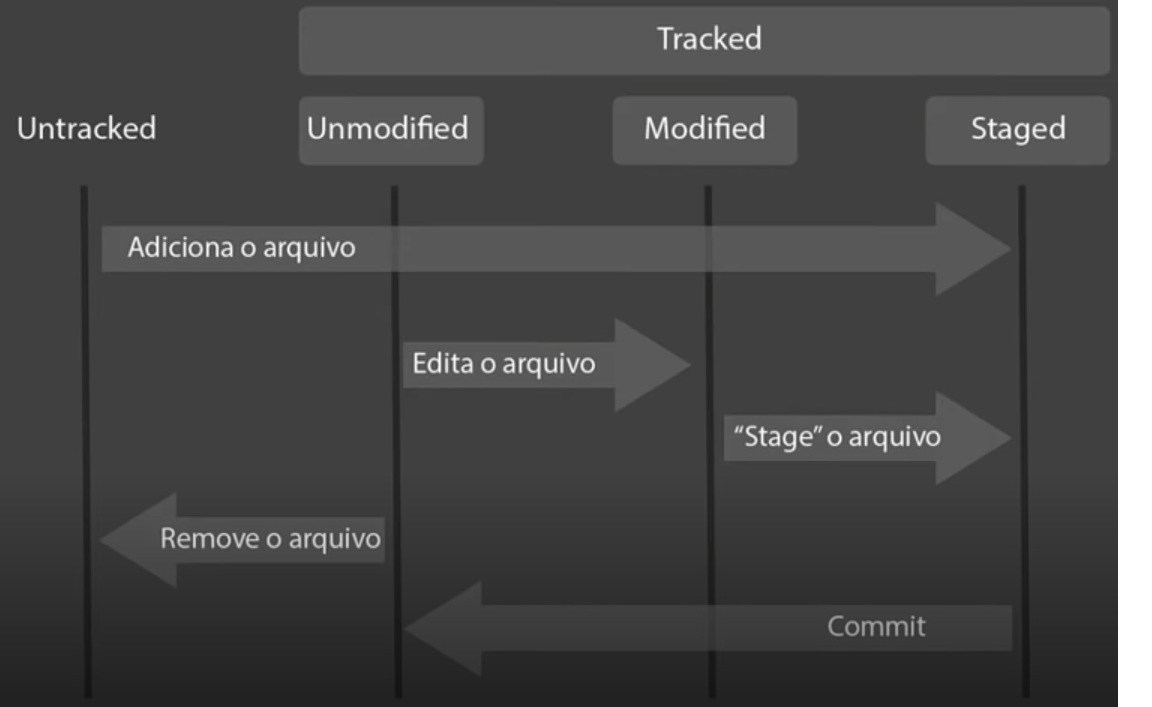 Tracked
Untracked
Unmodified
Modified
Staged
Adiciona o arquivo
Edita o arquivo
“Stage” o arquivo
Remove o arquivo
Commit